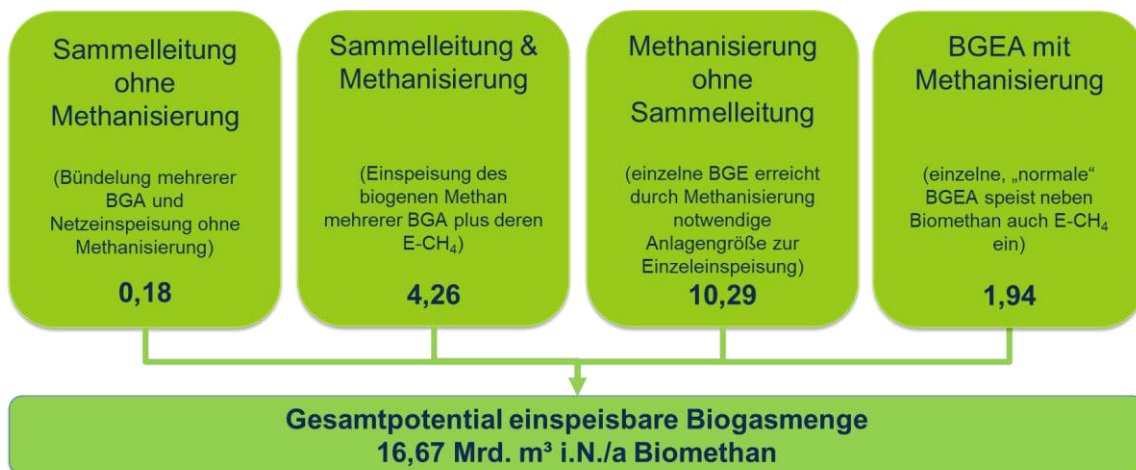 Sammelleitung
ohne
Methanisierung
(Bündelung mehrerer
BGA und
Netzeinspeisung ohne
Methanisierung)
0,18
Sammelleitung &
Methanisierung
(Einspeisung des
biogenen Methan
mehrerer BGA plus deren
E-CH₄)
4,26
Methanisierung
ohne
Sammelleitung
(einzelne BGE erreicht
durch Methanisierung
notwendige
Anlagengröße zur
Einzeleinspeisung)
10,29
BGEA mit
Methanisierung
(einzelne, „normale“
BGEA speist neben
Biomethan auch E-CH₄
ein)
1,94
Gesamtpotential einspeisbare Biogasmenge
16,67 Mrd. m³ i.N./a Biomethan